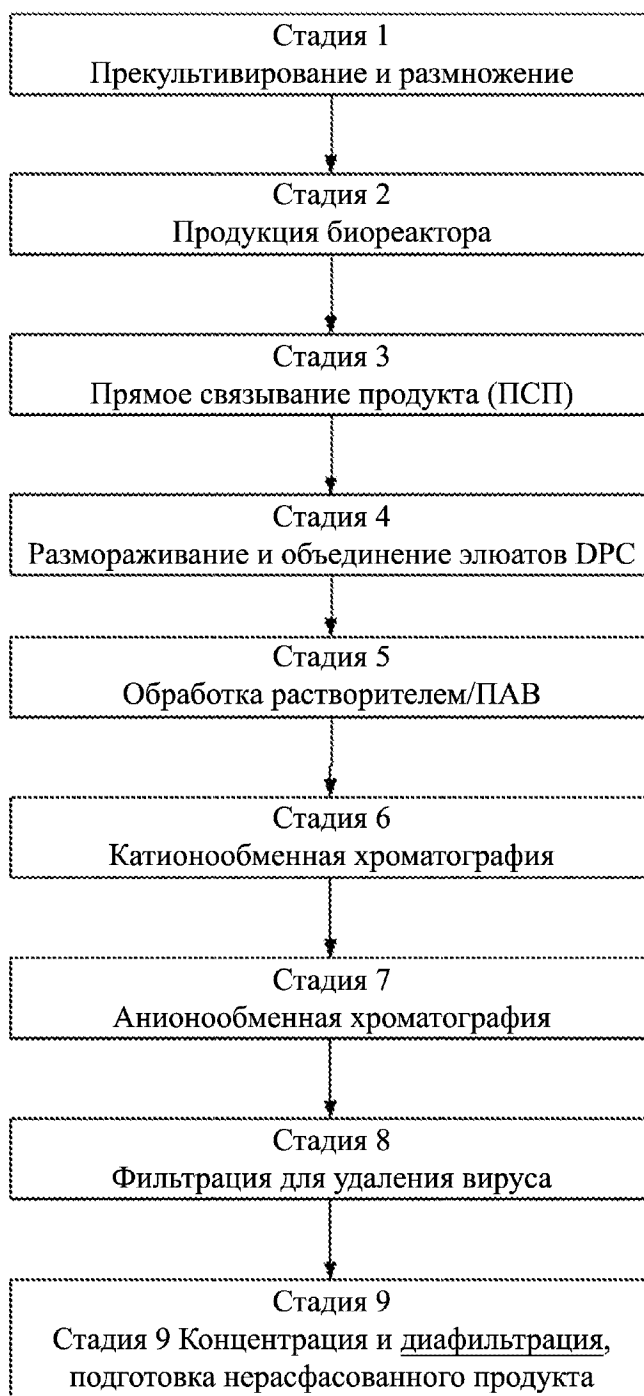 Стадия 1
Прекультивирование и размножение
Стадия 2
Продукция биореактора
Стадия 3
Прямое связывание продукта (ПСП)
Стадия 4
Размораживание и объединение элюатов DPC
Стадия 5
Обработка растворителем/ПАВ
Стадия 6
Катионообменная хроматография
Стадия 7
Анионообменная хроматография
Стадия 8
Фильтрация для удаления вируса
Стадия 9
Стадия 9 Концентрация и диафильтрация,
подготовка нерасфасованного продукта